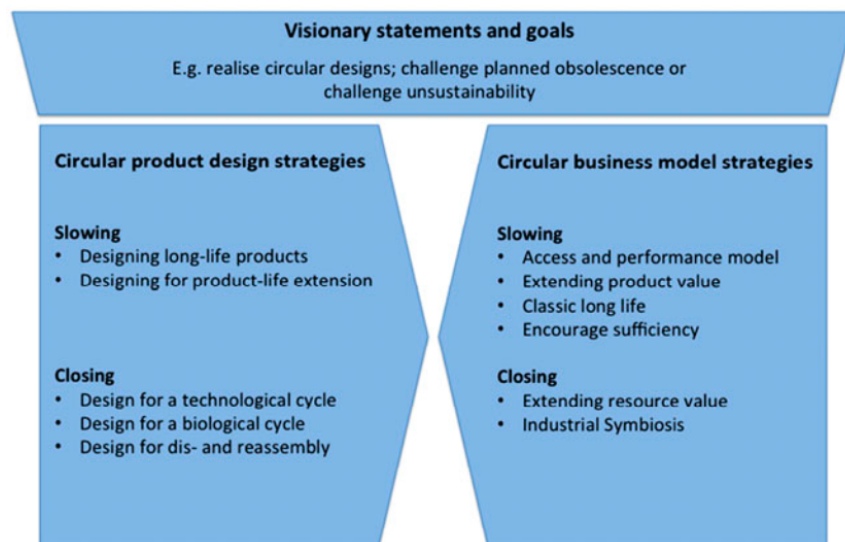 Visionary statements and goals
E.g. realise circular designs; challenge planned obsolescence or
challenge unsustainability
Circular product design strategies
Slowing
• Designing long-life products
• Designing for product-life extension
Closing
• Design for a technological cycle
• Design for a biological cycle
• Design for dis- and reassembly
Circular business model strategies
Slowing
• Access and performance model
• Extending product value
• Classic long life
• Encourage sufficiency
Closing
• Extending resource value
• Industrial Symbiosis